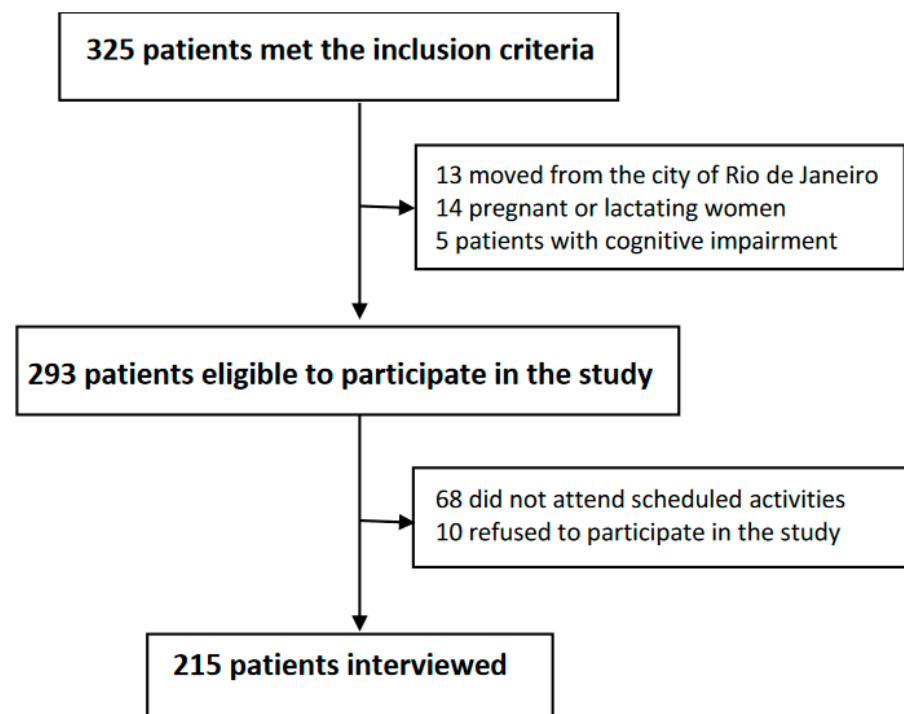 325 patients met the inclusion criteria
13 moved from the city of Rio de Janeiro
14 pregnant or lactating women
5 patients with cognitive impairment
293 patients eligible to participate in the study
68 did not attend scheduled activities
10 refused to participate in the study
215 patients interviewed